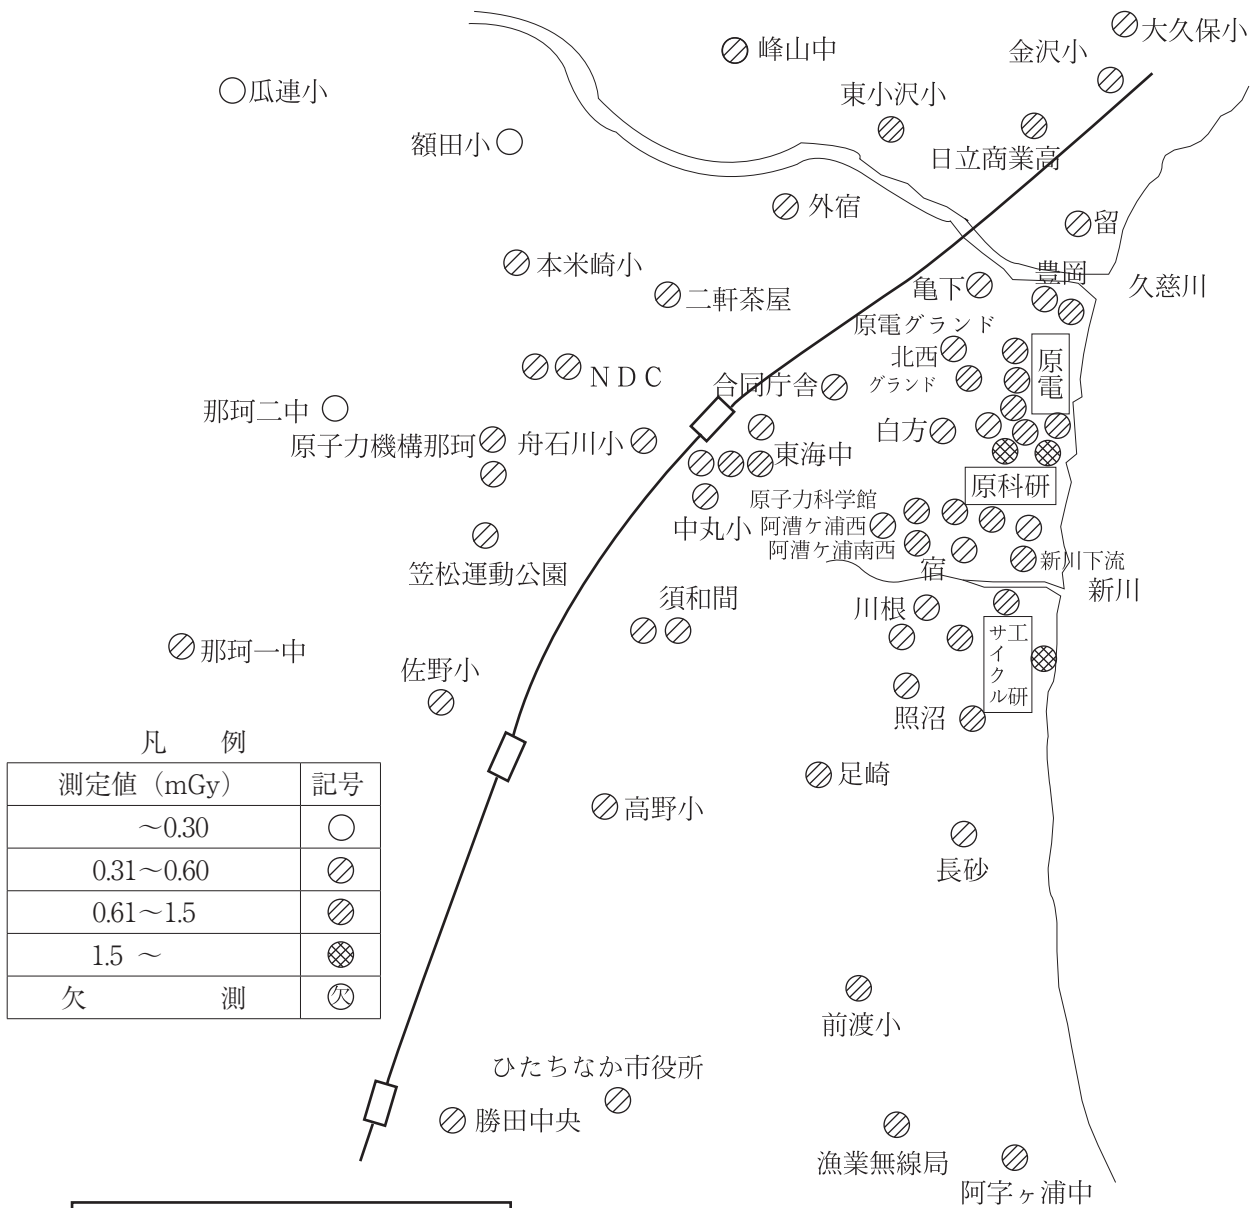 大久保小
峰山中
金沢小
瓜連小
東小沢小
額田小
日立商業高
外宿
留
本米崎小
豊岡
久慈川
亀下
二軒茶屋
原電グランド
北西
原電
グランド
NDC
合同庁舎
那珂二中
原子力機構那珂
舟石川小
白方
東海中
原科研
原子力科学館
中丸小
阿漕ケ浦西
阿漕ケ浦南西
新川下流
宿
笠松運動公園
新川
須和間
川根
サイクル工研
那珂一中
佐野小
照沼
凡 例
測定値（mGy） 記号
～0.30
0.31～0.60
0.61～1.5
1.5 ～
欠 測 欠
足崎
高野小
長砂
前渡小
ひたちなか市役所
勝田中央
漁業無線局
阿字ヶ浦中